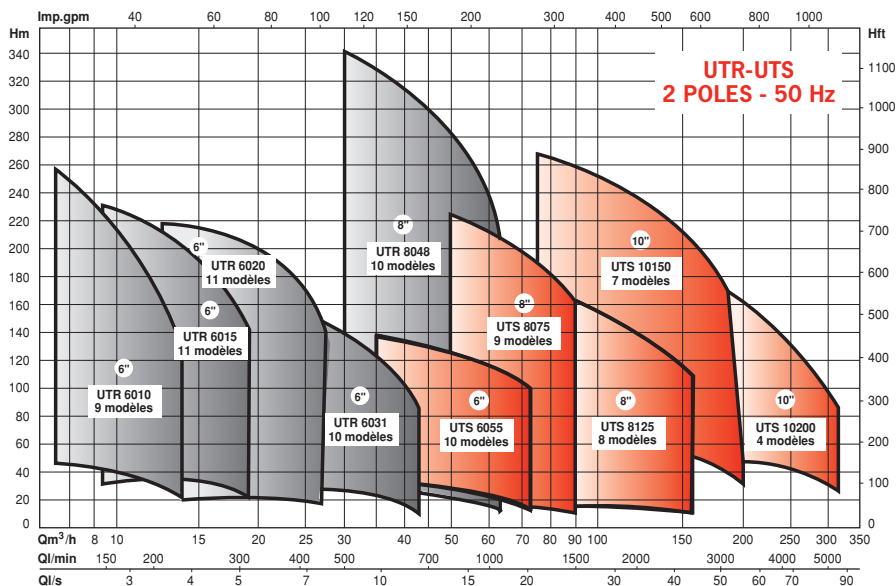 Imp.gpm 40 60 80 100 150 250 300 400 500 600 800 1000
Hm
Hft
UTR-UTS
2 POLES - 50 Hz
340
320
300
280
260
240
220
200
180
160
140
120
100
80
60
40
20
0
1100
1000
900
800
700
600
500
400
300
200
100
0
8"
UTR 8048
10 modèles
6"
UTR 6020
11 modèles
10"
UTS 10150
7 modèles
6"
UTR 6015
11 modèles
8"
UTS 8075
9 modèles
6"
UTR 6010
9 modèles
6"
UTR 6031
10 modèles
6"
UTS 6055
10 modèles
8"
UTS 8125
8 modèles
10"
UTS 10200
4 modèles
Qm³/h 8 10 15 20 30 40 50 60 70 80 90 100 200 250 300 350
Ql/min 150 200 300 400 500 700 1000 1500 2000 3000 4000 5000
Ql/s 3 4 5 7 10 15 20 30 40 50 60 70 90